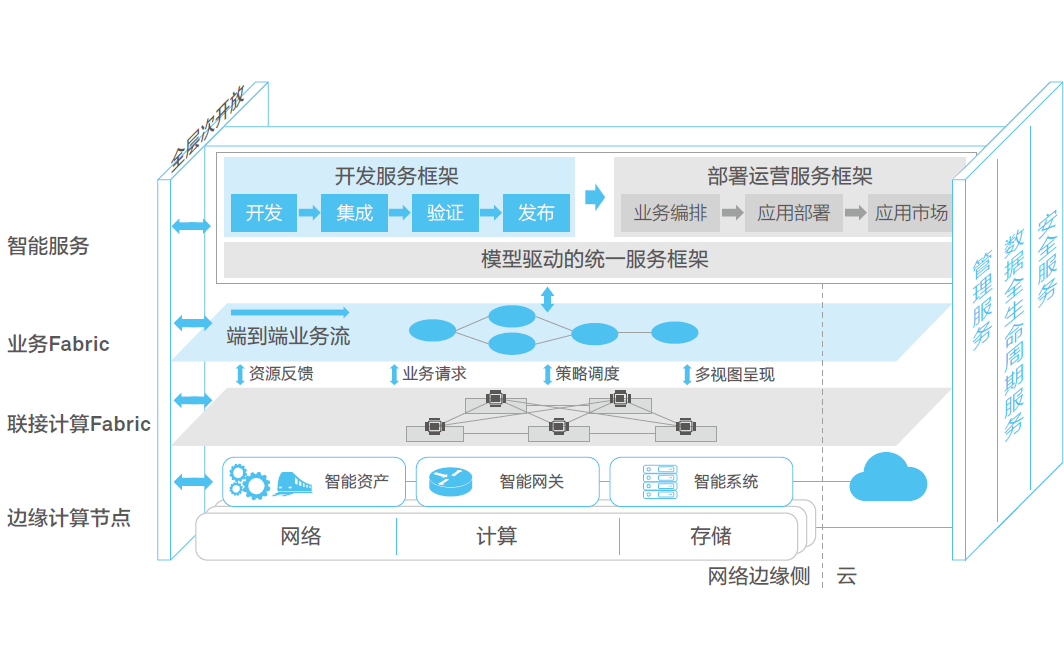 全层次开放
开发服务框架
部署运营服务框架
开发
集成
验证
发布
业务编排
应用部署
应用市场
模型驱动的统一服务框架
智能服务
管理服务
数据全生命周期服务
安全服务
端到端业务流
业务Fabric
资源反馈
业务请求
策略调度
多视图呈现
联接计算Fabric
智能资产
智能网关
智能系统
边缘计算节点
网络
计算
存储
网络边缘侧
云